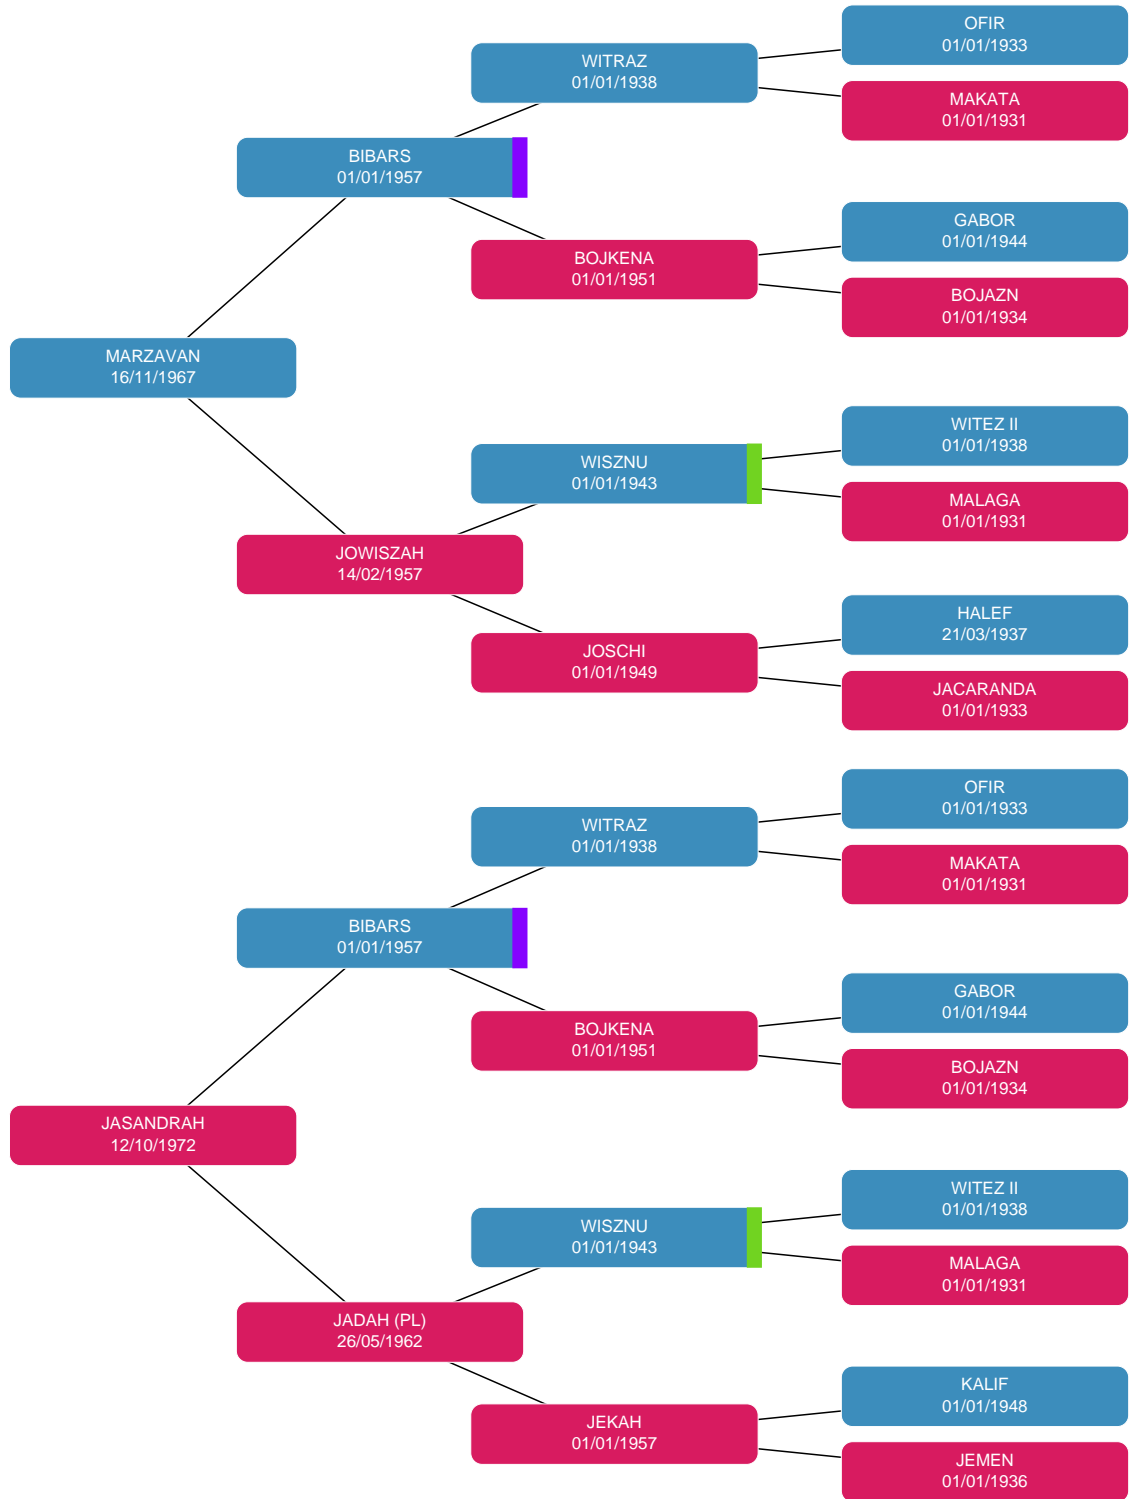 OFIR
01/01/1933
WITRAZ
01/01/1938
MAKATA
01/01/1931
BIBARS
01/01/1957
GABOR
01/01/1944
BOJKENA
01/01/1951
BOJAZN
01/01/1934
MARZAVAN
16/11/1967
WITEZ II
01/01/1938
WISZNU
01/01/1943
MALAGA
01/01/1931
JOWISZAH
14/02/1957
HALEF
21/03/1937
JOSCHI
01/01/1949
JACARANDA
01/01/1933
OFIR
01/01/1933
WITRAZ
01/01/1938
MAKATA
01/01/1931
BIBARS
01/01/1957
GABOR
01/01/1944
BOJKENA
01/01/1951
BOJAZN
01/01/1934
JASANDRAH
12/10/1972
WITEZ II
01/01/1938
WISZNU
01/01/1943
MALAGA
01/01/1931
JADAH (PL)
26/05/1962
KALIF
01/01/1948
JEKAH
01/01/1957
JEMEN
01/01/1936